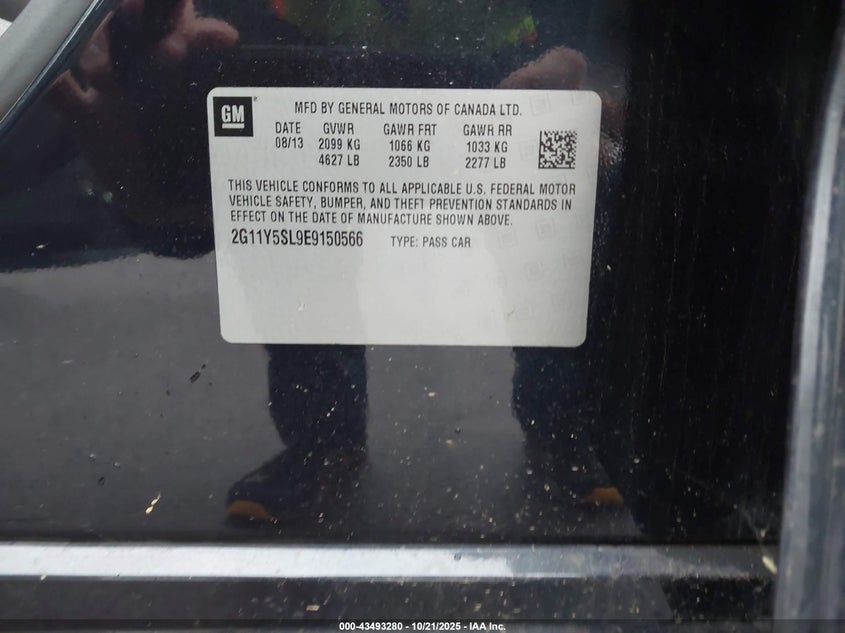 GM ®
MFD BY GENERAL MOTORS OF CANADA LTD.
DATE GVWR GAWR FRT GAWR RR
08/13 2099 KG 1066 KG 1033 KG
4627 LB 2350 LB 2277 LB
THIS VEHICLE CONFORMS TO ALL APPLICABLE U.S. FEDERAL MOTOR
VEHICLE SAFETY, BUMPER, AND THEFT PREVENTION STANDARDS IN
EFFECT ON THE DATE OF MANUFACTURE SHOWN ABOVE.
2G11Y5SL9E9150566 TYPE: PASS CAR
000-43493280 - 10/21/2025 - IAA Inc.